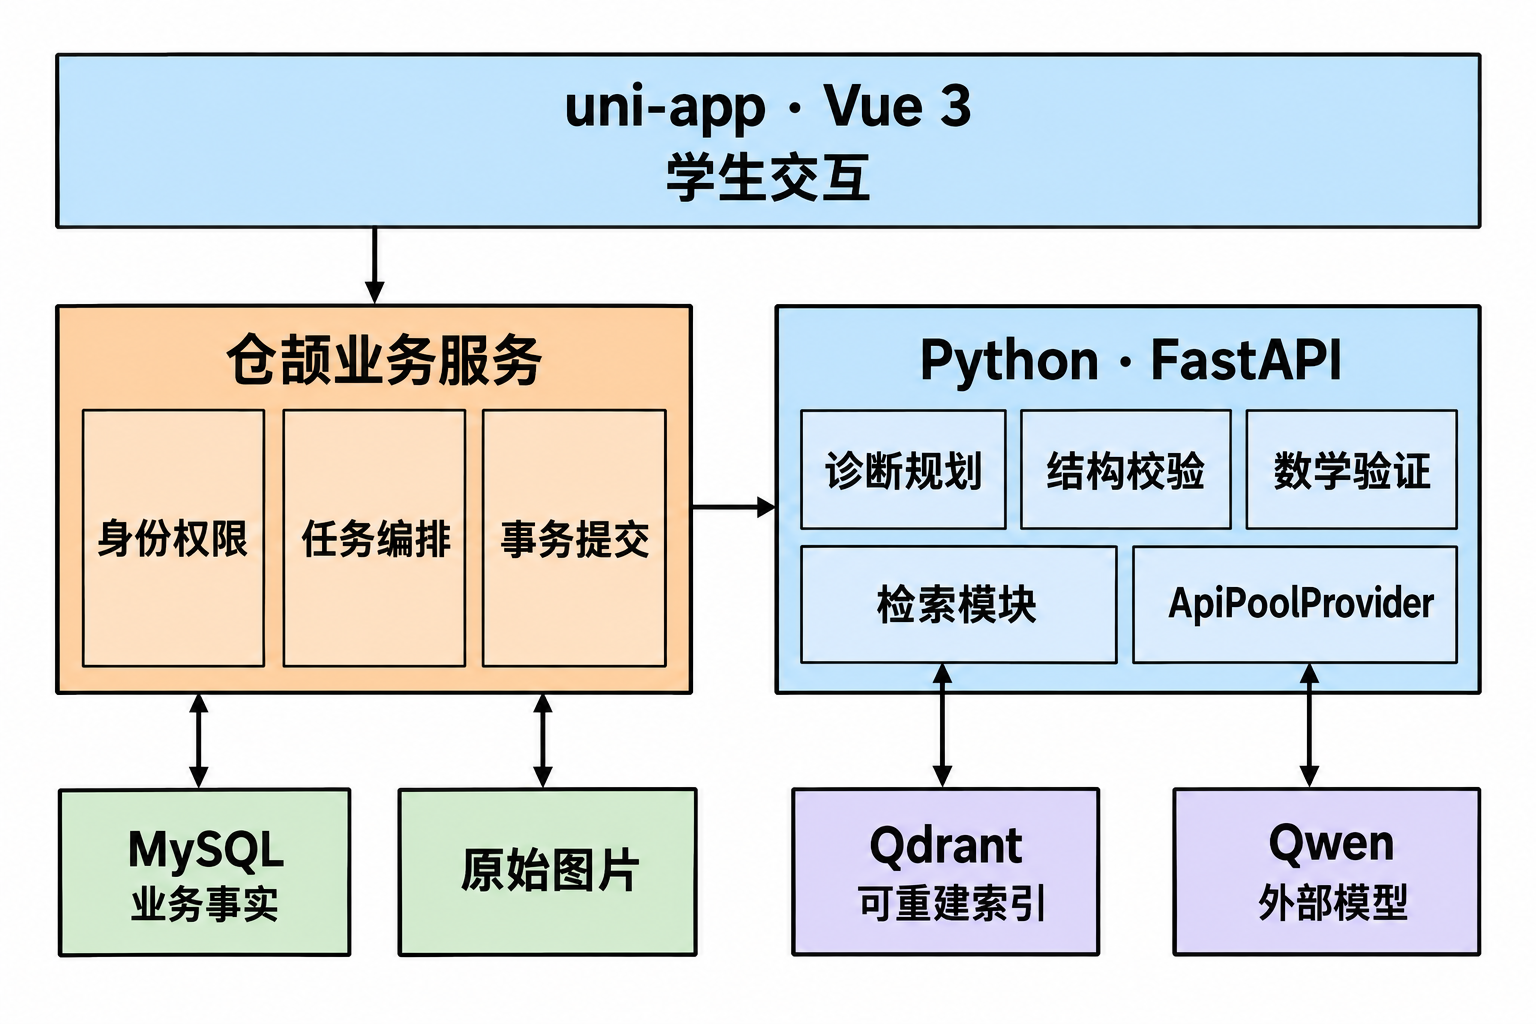 uni-app · Vue 3
学生交互
仓颉业务服务
身份权限
任务编排
事务提交
Python · FastAPI
诊断规划
结构校验
数学验证
检索模块
ApiPoolProvider
MySQL
业务事实
原始图片
Qdrant
可重建索引
Qwen
外部模型